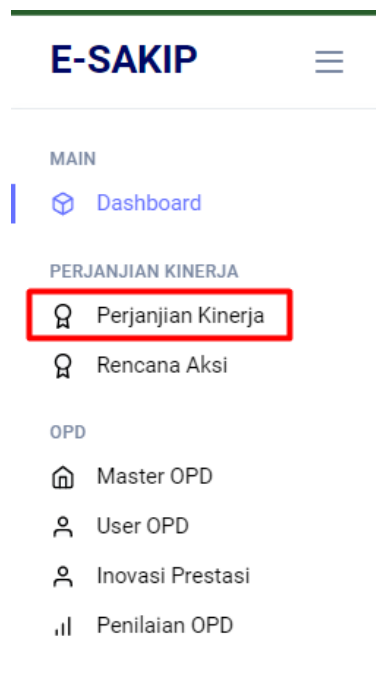 E-SAKIP
MAIN
Dashboard
PERJANJIAN KINERJA
Perjanjian Kinerja
Rencana Aksi
OPD
Master OPD
User OPD
Inovasi Prestasi
Penilaian OPD